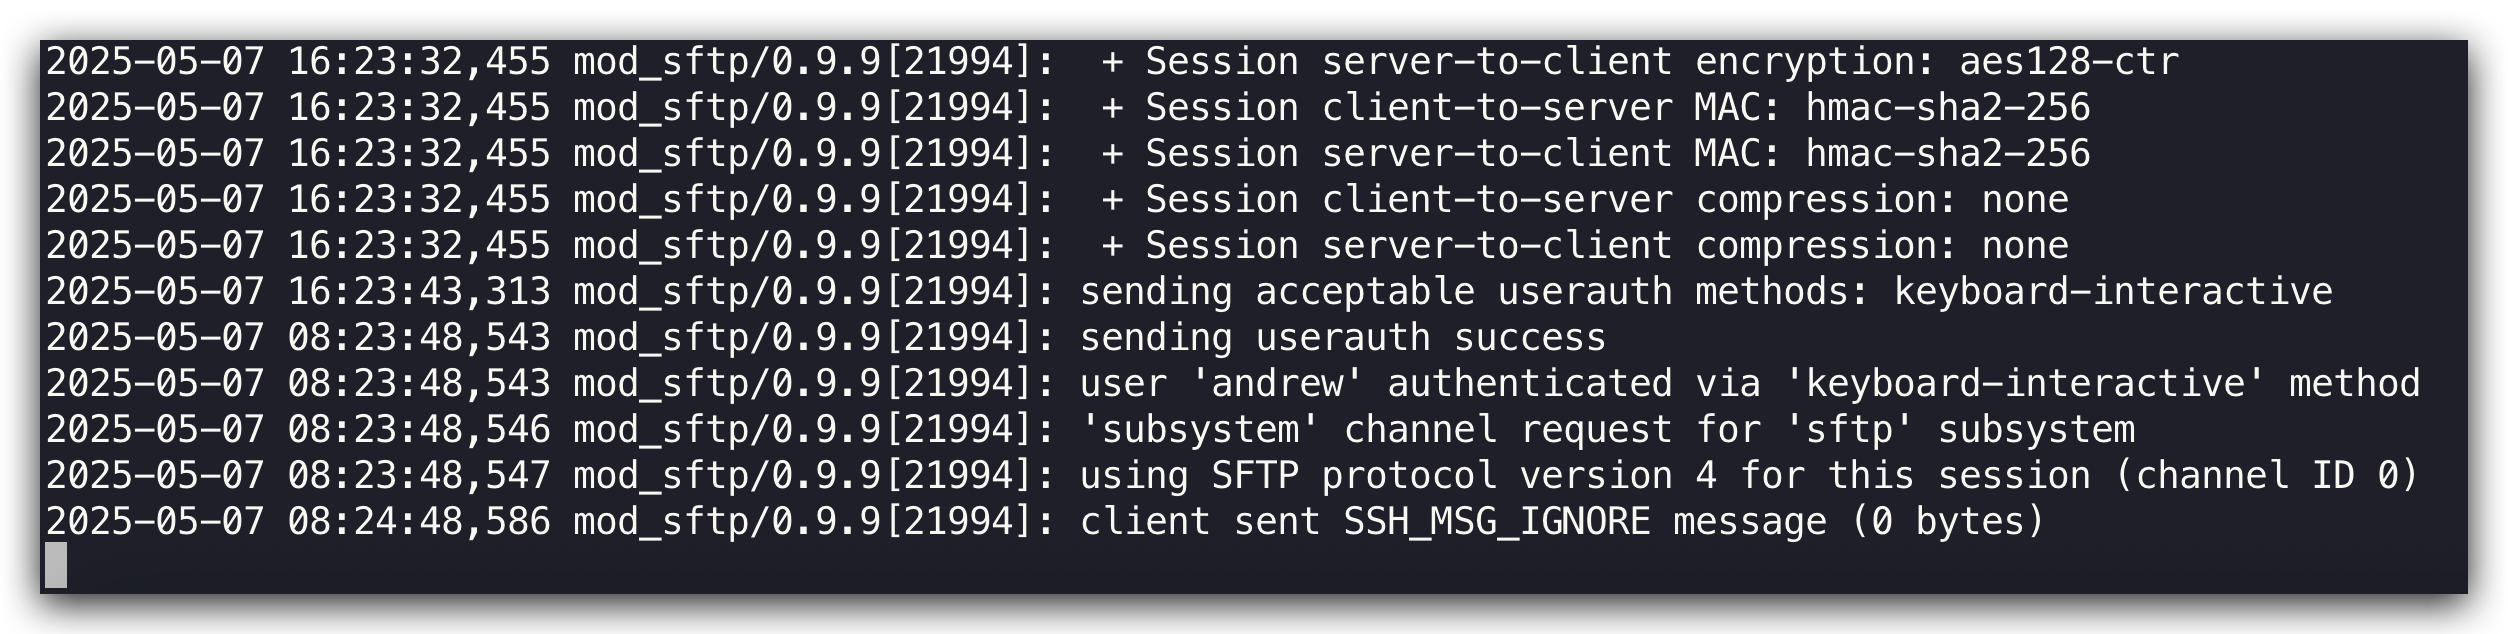 2025-05-07 16:23:32,455 mod_sftp/0.9.9[21994]:  + Session server-to-client encryption: aes128-ctr
2025-05-07 16:23:32,455 mod_sftp/0.9.9[21994]:  + Session client-to-server MAC: hmac-sha2-256
2025-05-07 16:23:32,455 mod_sftp/0.9.9[21994]:  + Session server-to-client MAC: hmac-sha2-256
2025-05-07 16:23:32,455 mod_sftp/0.9.9[21994]:  + Session client-to-server compression: none
2025-05-07 16:23:32,455 mod_sftp/0.9.9[21994]:  + Session server-to-client compression: none
2025-05-07 16:23:43,313 mod_sftp/0.9.9[21994]: sending acceptable userauth methods: keyboard-interactive
2025-05-07 08:23:48,543 mod_sftp/0.9.9[21994]: sending userauth success
2025-05-07 08:23:48,543 mod_sftp/0.9.9[21994]: user 'andrew' authenticated via 'keyboard-interactive' method
2025-05-07 08:23:48,546 mod_sftp/0.9.9[21994]: 'subsystem' channel request for 'sftp' subsystem
2025-05-07 08:23:48,547 mod_sftp/0.9.9[21994]: using SFTP protocol version 4 for this session (channel ID 0)
2025-05-07 08:24:48,586 mod_sftp/0.9.9[21994]: client sent SSH_MSG_IGNORE message (0 bytes)